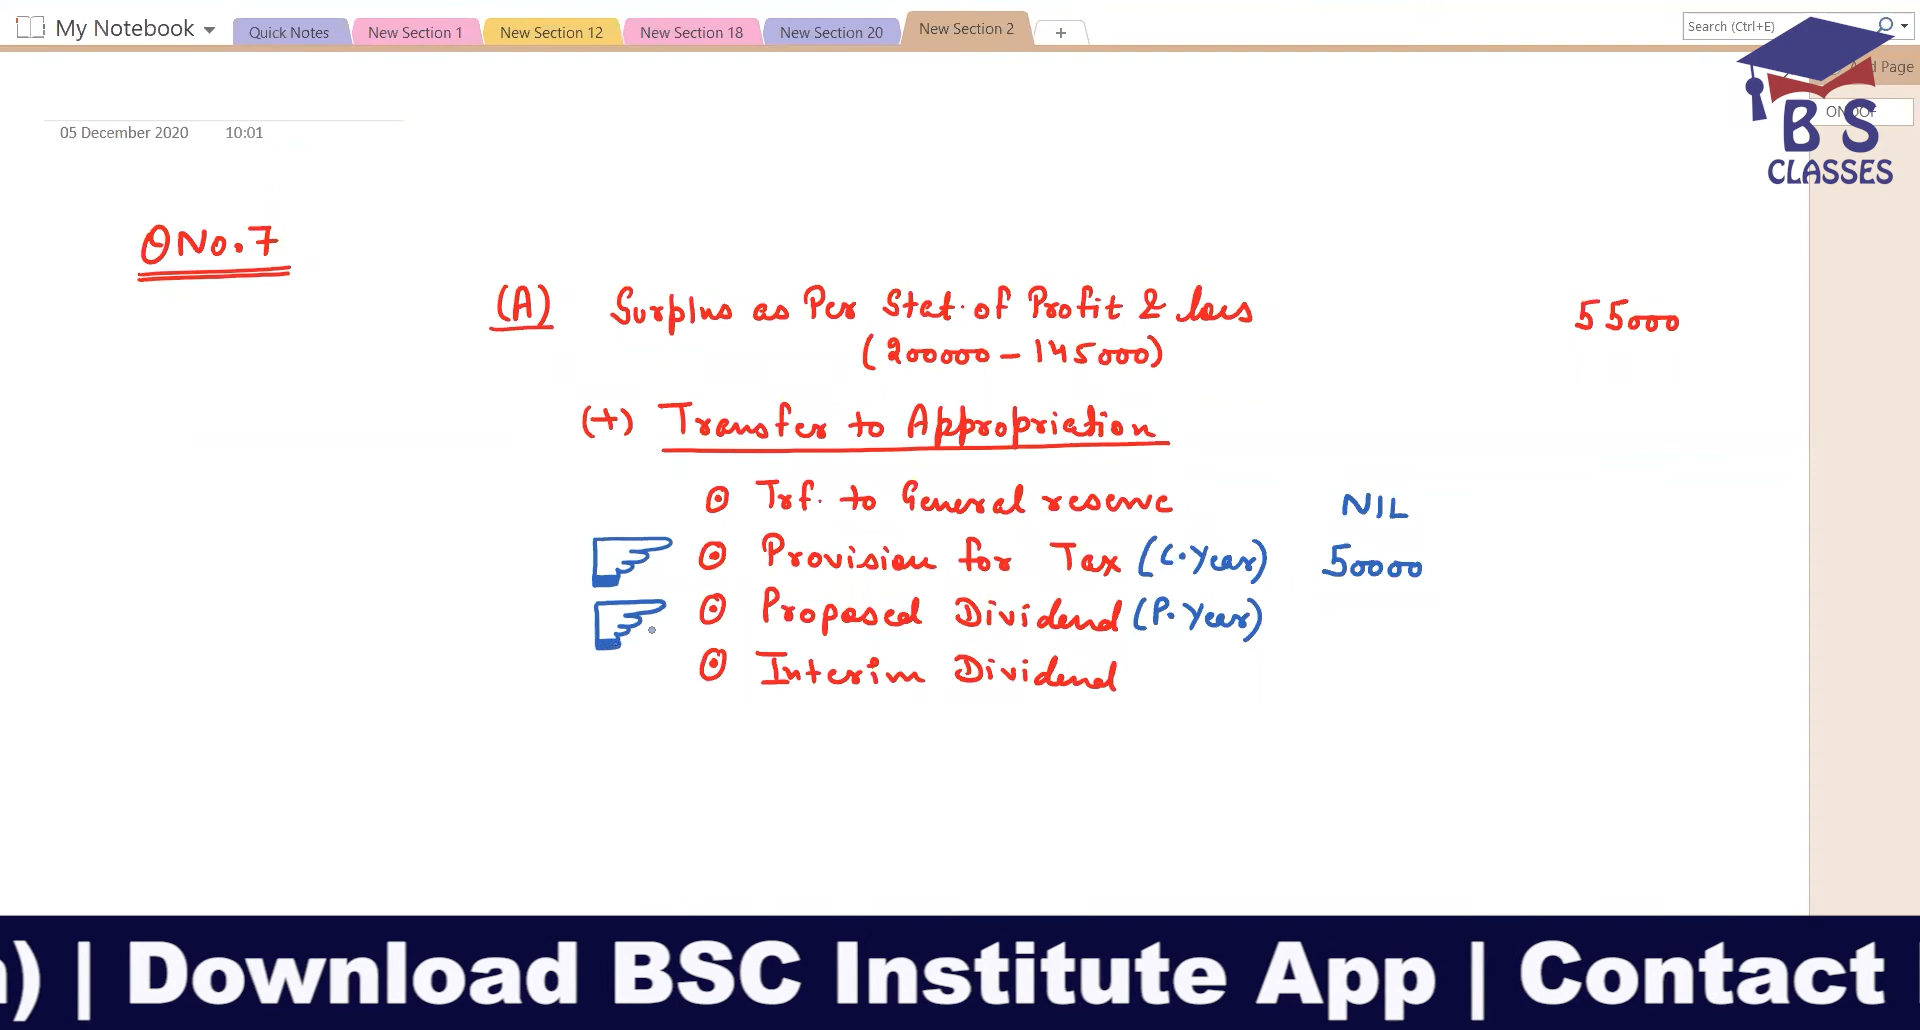 My Notebook
Quick Notes
New Section 1
New Section 12
New Section 18
New Section 20
New Section 2
+
Search (Ctrl+E)
Page
B S
CLASSES
05 December 2020 10:01
QNo.7
(A) Surplus as Per Stat. of Profit & loss 55000
(200000 - 145000)
(+) Transfer to Appropriation
Trf. to General reserve NIL
Provision for Tax (C.Year) 50000
Proposed Dividend (P.Year)
Interim Dividend
) | Download BSC Institute App | Contact